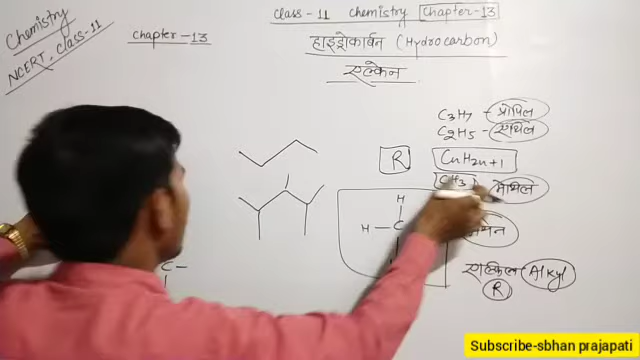 Chemistry
NCERT, class-11
chapter-13
class-11 chemistry Chapter-13
हाइड्रोकार्बन (Hydrocarbon)
एल्केन
C3H7 - प्रोपिल
C2H5 - एथिल
R CnH2n+1
CH3 मेथिल
H
H-C
C-
एल्किल - Alkyl
R
Subscribe-sbhan prajapati